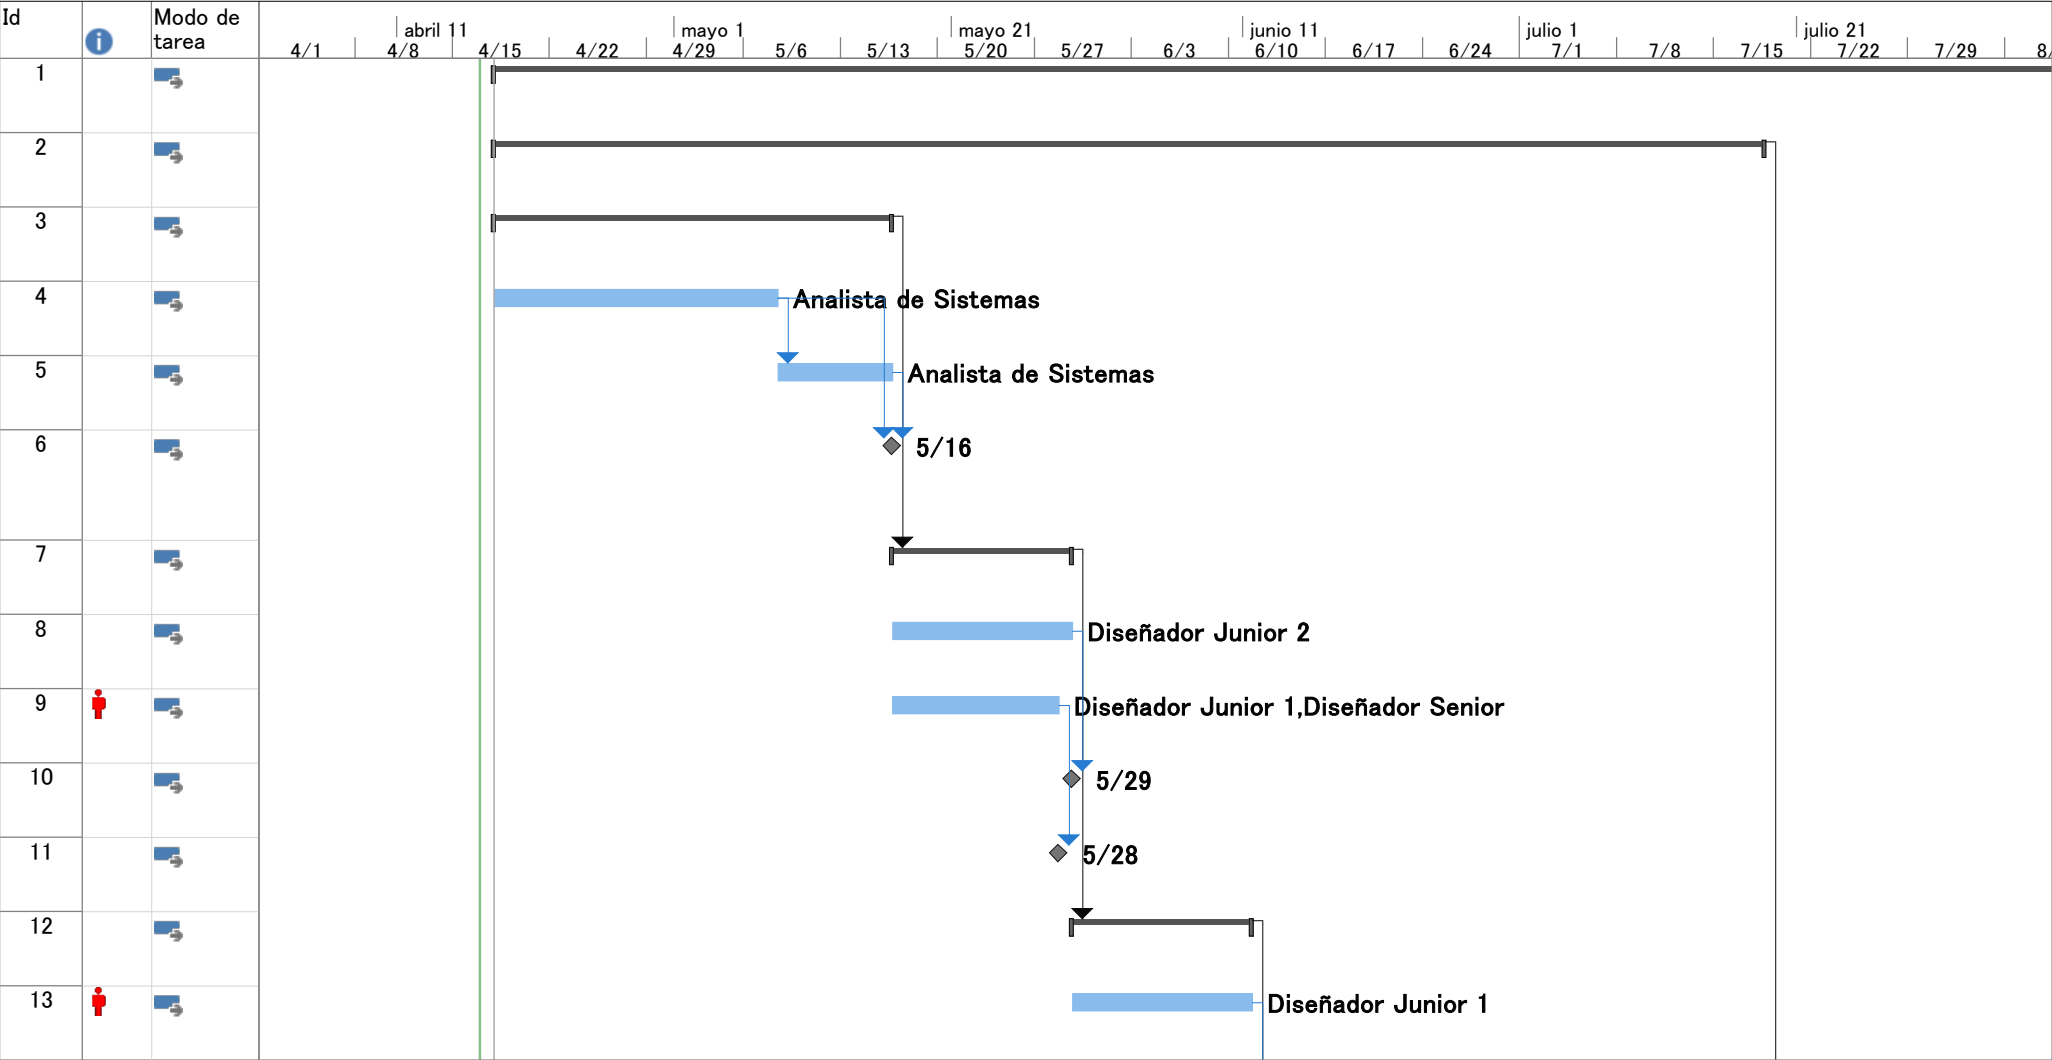 Id
Modo de
tarea
abril 11
mayo 1
mayo 21
junio 11
julio 1
julio 21
4/1 4/8 4/15 4/22 4/29 5/6 5/13 5/20 5/27 6/3 6/10 6/17 6/24 7/1 7/8 7/15 7/22 7/29 8/
1
2
3
4 Analista de Sistemas
5 Analista de Sistemas
6 5/16
7
8 Diseñador Junior 2
9 Diseñador Junior 1,Diseñador Senior
10 5/29
11 5/28
12
13 Diseñador Junior 1